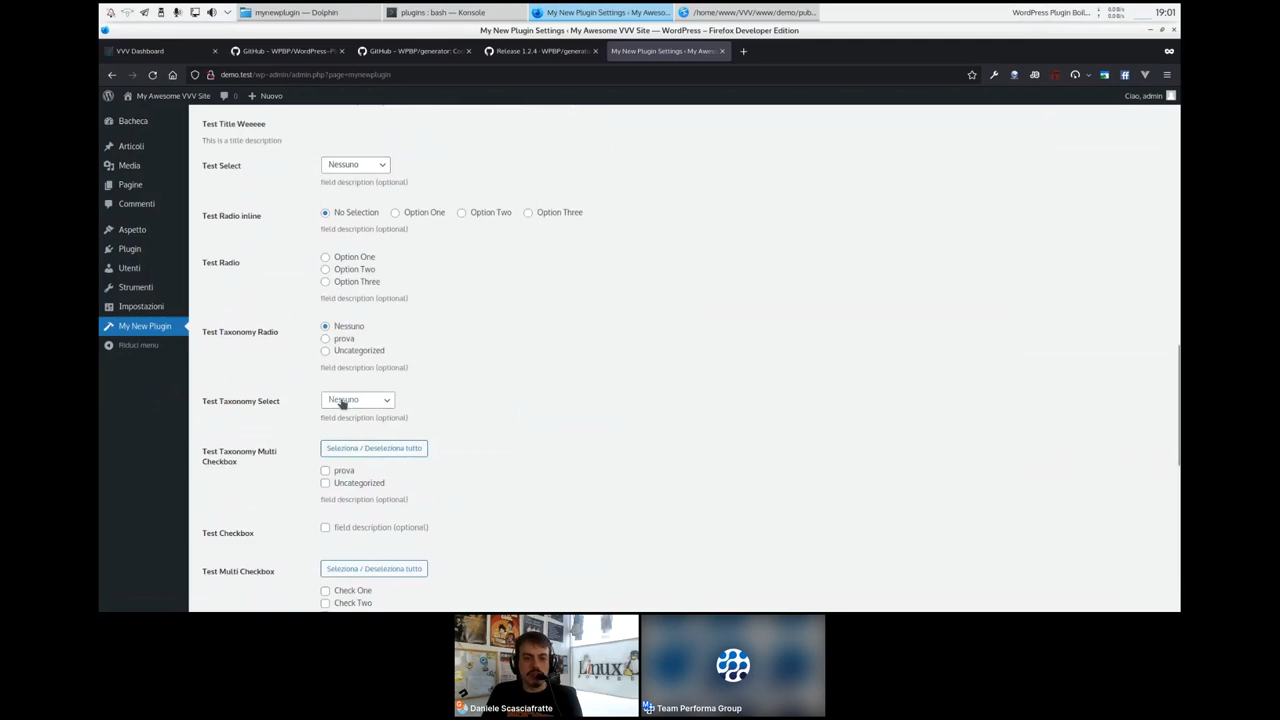 mynewplugin — Dolphin
plugins : bash — Konsole
My New Plugin Settings ‹ My Aweso...
/home/www/VVV/www/demo/pub...
WordPress Plugin Boil...
19:01
My New Plugin Settings ‹ My Awesome VVV Site — WordPress – Firefox Developer Edition
VVV Dashboard
GitHub – WPBP/WordPress-Pl
GitHub – WPBP/generator: Co
Release 1.2.4 · WPBP/generato
My New Plugin Settings ‹ My Awes
demo.test/wp-admin/admin.php?page=mynewplugin
My Awesome VVV Site
0
Nuovo
Ciao, admin
Bacheca
Articoli
Media
Pagine
Commenti
Aspetto
Plugin
Utenti
Strumenti
Impostazioni
My New Plugin
Riduci menu
Test Title Weeeee
This is a title description
Test Select
Nessuno
field description (optional)
Test Radio inline
No Selection Option One Option Two Option Three
field description (optional)
Test Radio
Option One
Option Two
Option Three
field description (optional)
Test Taxonomy Radio
Nessuno
prova
Uncategorized
field description (optional)
Test Taxonomy Select
Nessuno
field description (optional)
Test Taxonomy Multi
Checkbox
Seleziona / Deseleziona tutto
prova
Uncategorized
field description (optional)
Test Checkbox
field description (optional)
Test Multi Checkbox
Seleziona / Deseleziona tutto
Check One
Check Two
Linux
POWERED
Daniele Scasciafratte
Team Performa Group